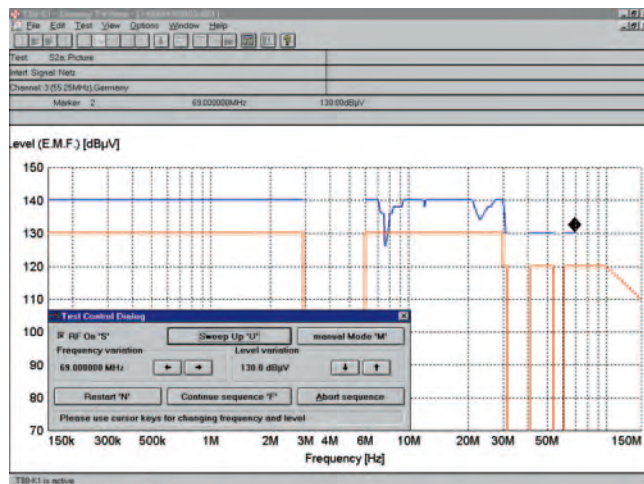 File Edit Test View Options Window Help
Test S2a, Picture
Interf. Signal: Netz
Channel: 3 (55.25MHz), Germany
Marker 2 69.000000MHz 130.00dBµV
Level (E.M.F.) [dBµV]
150
140
130
120
110
100
90
80
70
Test Control Dialog
RF On 'S'
Sweep Up 'U'
manual Mode 'M'
Frequency variation
Level variation
69.000000 MHz
130.0 dBµV
Restart 'N'
Continue sequence 'F'
Abort sequence
Please use cursor keys for changing frequency and level
150k 300k 500k 1M 2M 3M 4M 6M 10M 20M 30M 50M 150M
Frequency [Hz]
T80-K1 is active